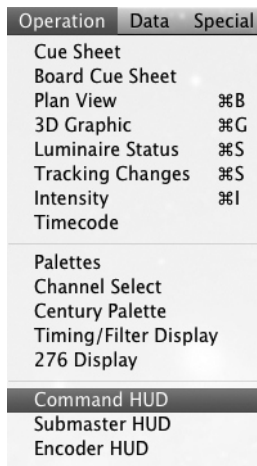 Operation Data Special
Cue Sheet
Board Cue Sheet
Plan View ⌘B
3D Graphic ⌘G
Luminaire Status ⌘S
Tracking Changes ⌘S
Intensity ⌘I
Timecode
Palettes
Channel Select
Century Palette
Timing/Filter Display
276 Display
Command HUD
Submaster HUD
Encoder HUD